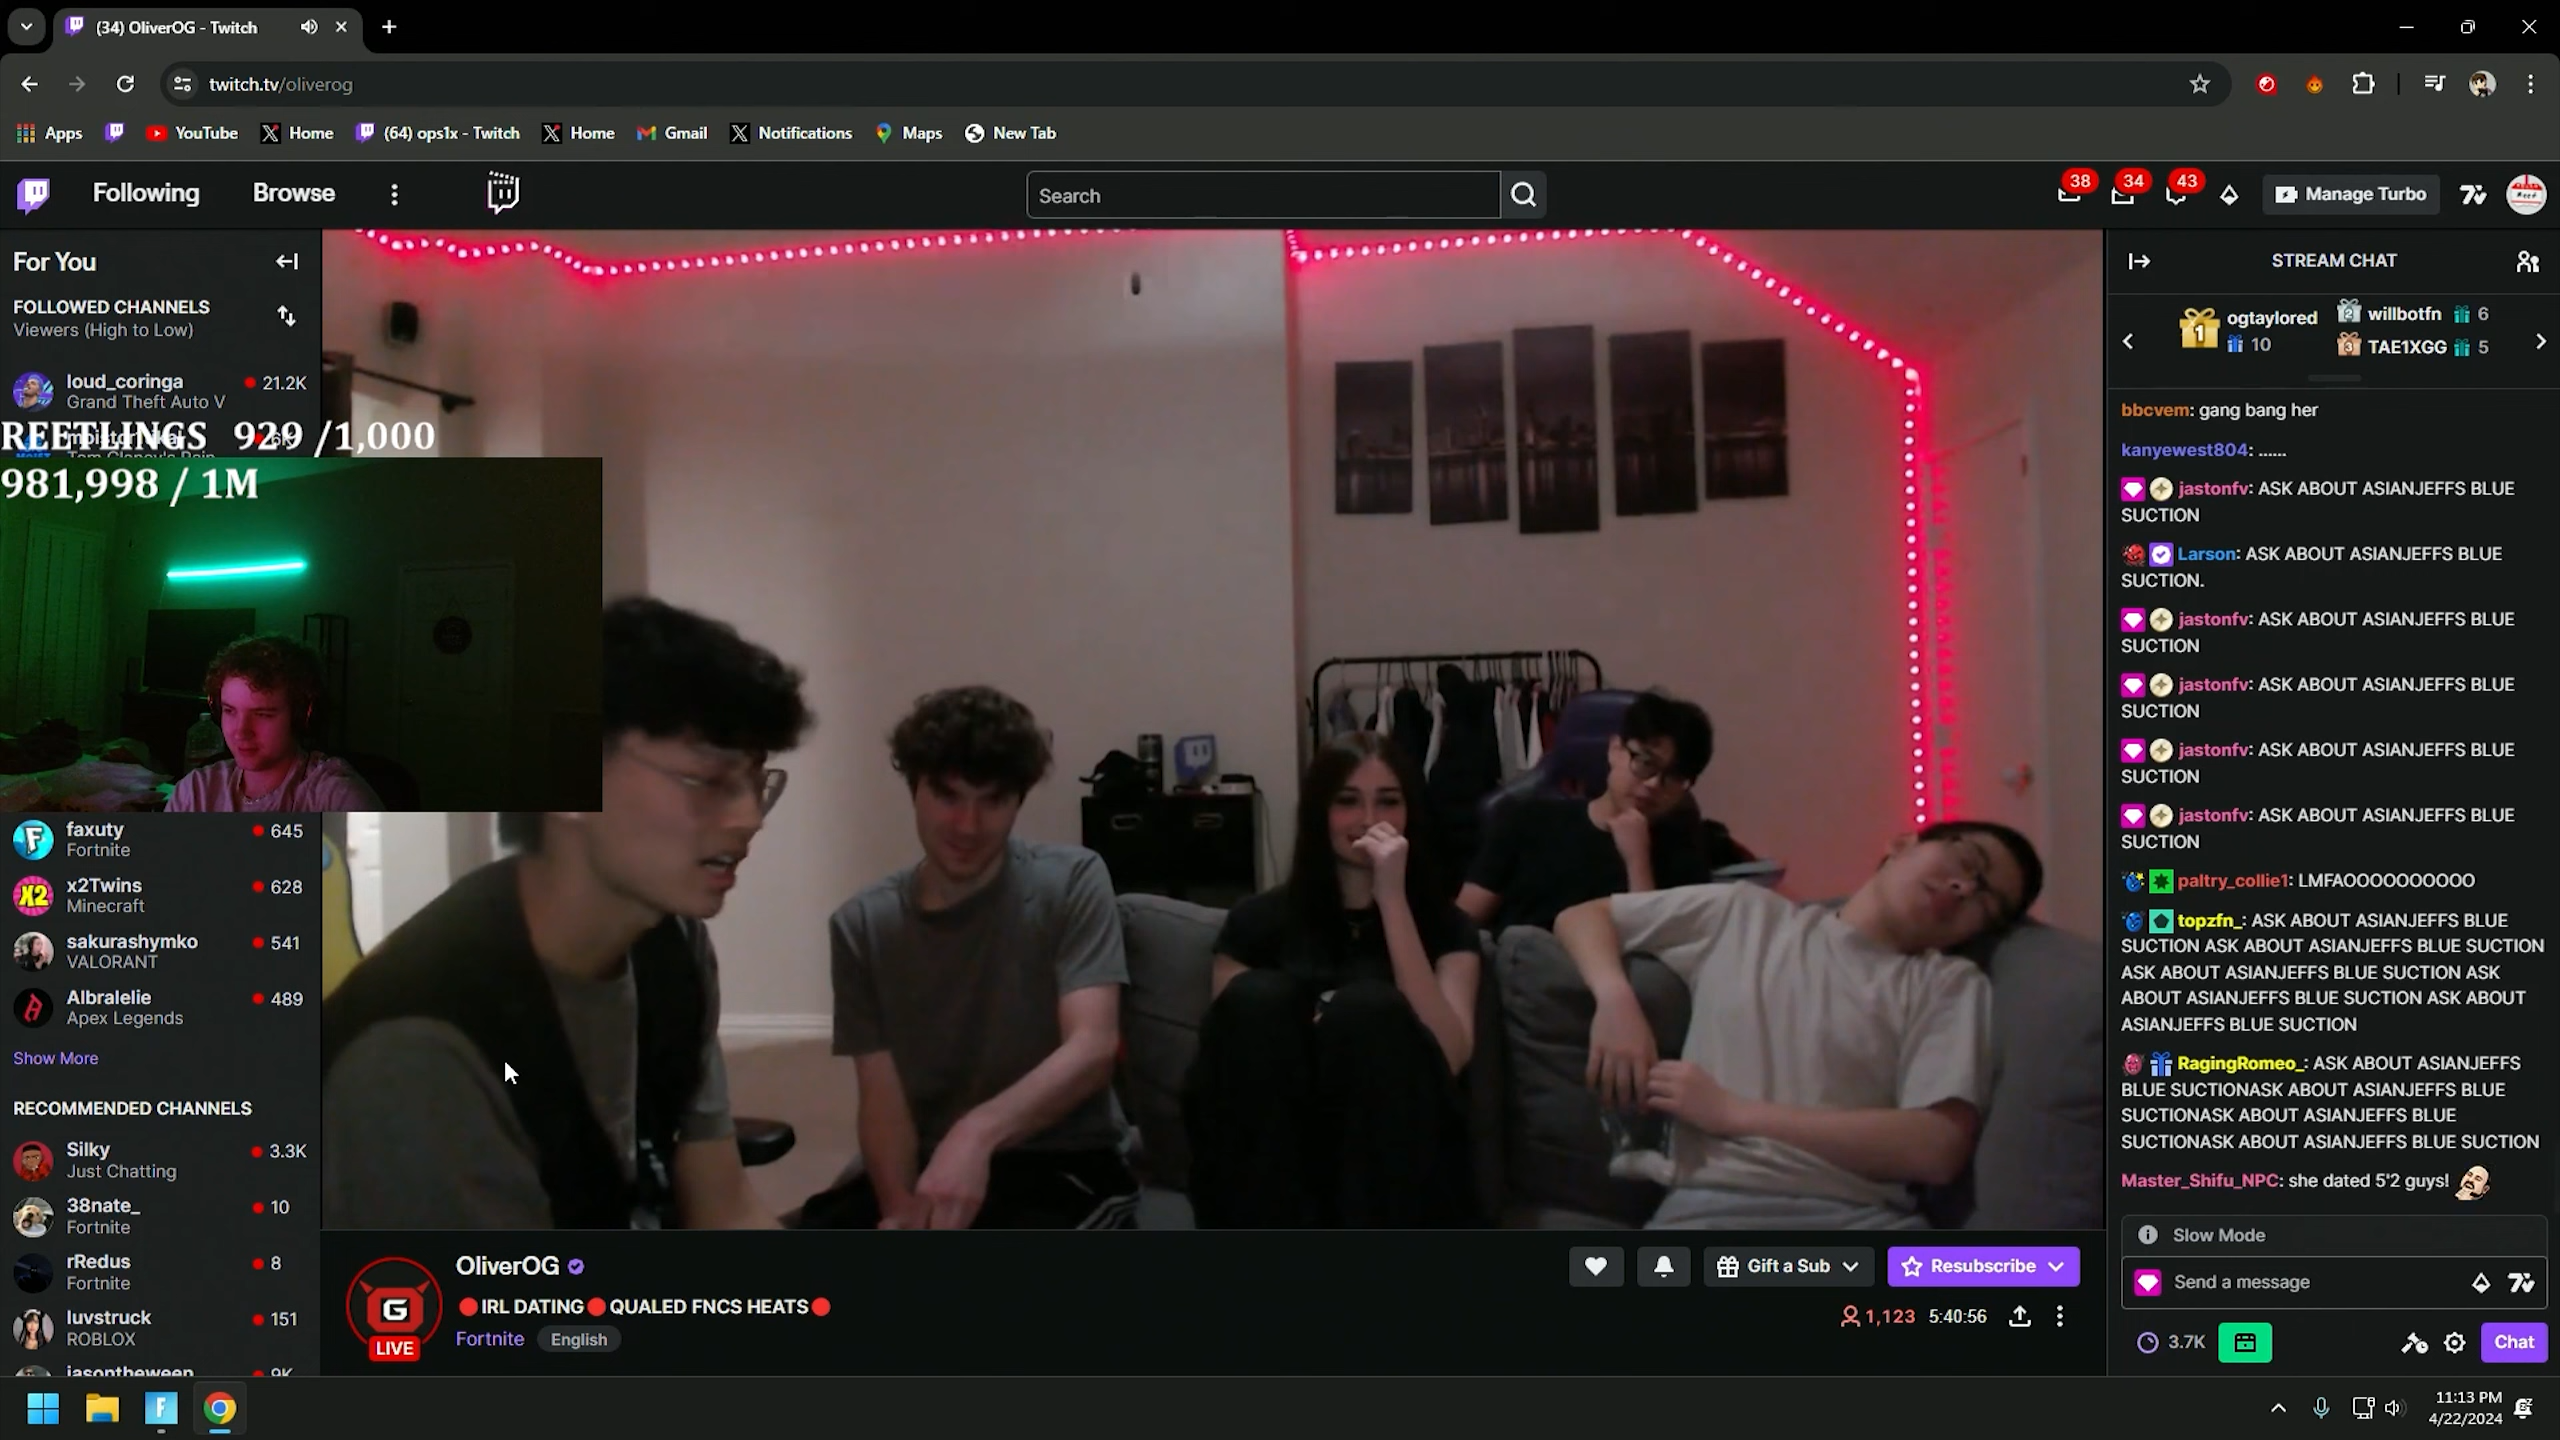 (34) OliverOG - Twitch
twitch.tv/oliverog
Apps
YouTube
Home
(64) ops1x - Twitch
Home
Gmail
Notifications
Maps
New Tab
Following
Browse
Search
38
34
43
Manage Turbo
For You
FOLLOWED CHANNELS
Viewers (High to Low)
loud_coringa
21.2K
Grand Theft Auto V
REETLINGS 929 /1,000
981,998 / 1M
faxuty
645
Fortnite
x2Twins
628
Minecraft
sakurashymko
541
VALORANT
Albralelie
489
Apex Legends
Show More
RECOMMENDED CHANNELS
Silky
3.3K
Just Chatting
38nate_
10
Fortnite
rRedus
8
Fortnite
luvstruck
151
ROBLOX
jasontheween
9K
OliverOG
🔴IRL DATING🔴QUALED FNCS HEATS🔴
Fortnite
English
LIVE
Gift a Sub
Resubscribe
1,123
5:40:56
STREAM CHAT
1
ogtaylored
10
2
willbotfn
6
3
TAE1XGG
5
bbcvem: gang bang her
kanyewest804: ......
jastonfv: ASK ABOUT ASIANJEFFS BLUE
SUCTION
Larson: ASK ABOUT ASIANJEFFS BLUE
SUCTION.
jastonfv: ASK ABOUT ASIANJEFFS BLUE
SUCTION
jastonfv: ASK ABOUT ASIANJEFFS BLUE
SUCTION
jastonfv: ASK ABOUT ASIANJEFFS BLUE
SUCTION
jastonfv: ASK ABOUT ASIANJEFFS BLUE
SUCTION
paltry_collie1: LMFAOOOOOOOOOO
topzfn_: ASK ABOUT ASIANJEFFS BLUE
SUCTION ASK ABOUT ASIANJEFFS BLUE SUCTION
ASK ABOUT ASIANJEFFS BLUE SUCTION ASK
ABOUT ASIANJEFFS BLUE SUCTION ASK ABOUT
ASIANJEFFS BLUE SUCTION
RagingRomeo_: ASK ABOUT ASIANJEFFS
BLUE SUCTIONASK ABOUT ASIANJEFFS BLUE
SUCTIONASK ABOUT ASIANJEFFS BLUE
SUCTIONASK ABOUT ASIANJEFFS BLUE SUCTION
Master_Shifu_NPC: she dated 5'2 guys!
Slow Mode
Send a message
3.7K
Chat
11:13 PM
4/22/2024